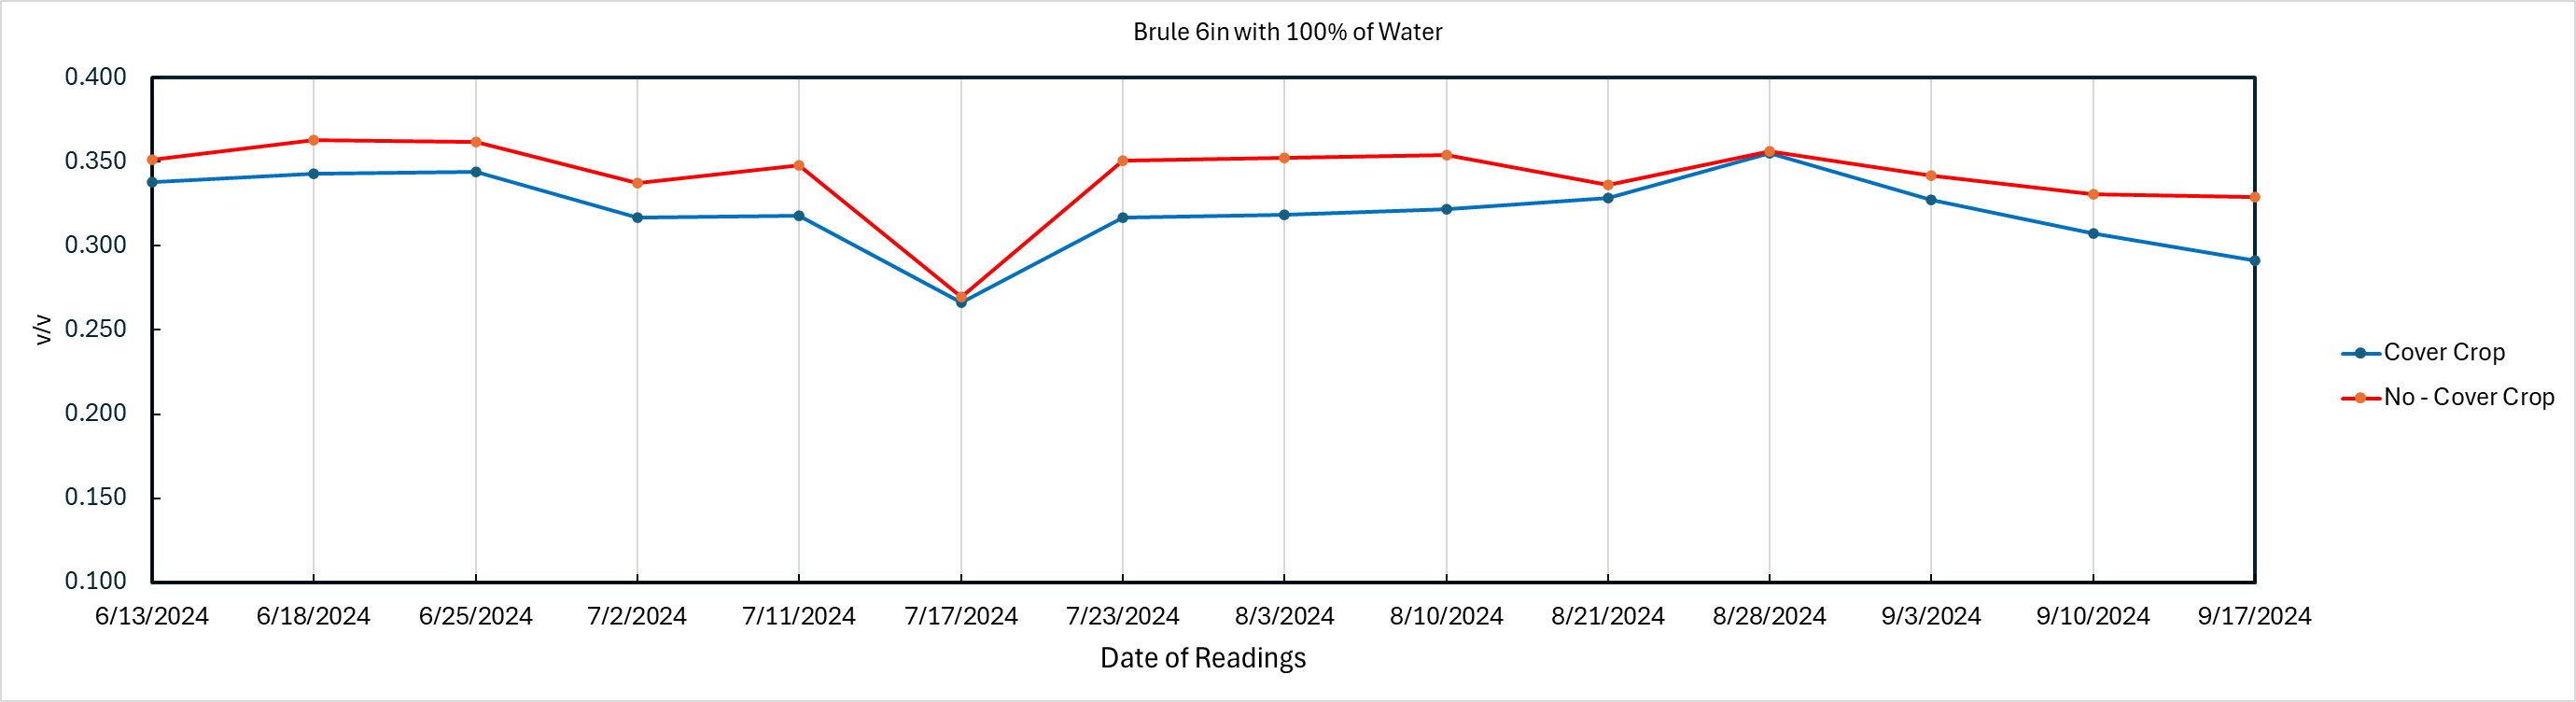 Brule 6in with 100% of Water
0.400
0.350
0.300
0.250
0.200
0.150
0.100
v/v
6/13/2024 6/18/2024 6/25/2024 7/2/2024 7/11/2024 7/17/2024 7/23/2024 8/3/2024 8/10/2024 8/21/2024 8/28/2024 9/3/2024 9/10/2024 9/17/2024
Date of Readings
Cover Crop
No - Cover Crop